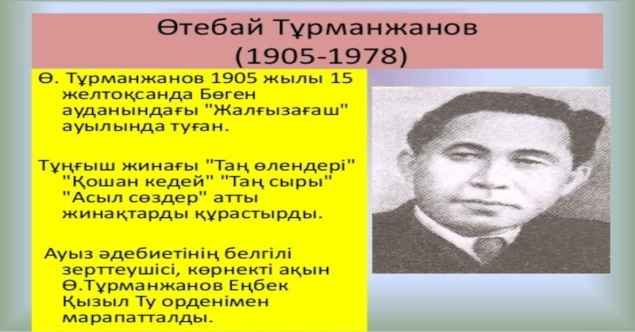 Өтебай Тұрманжанов
(1905-1978)
Ө. Тұрманжанов 1905 жылы 15
желтоқсанда Бөген
ауданындағы "Жалғызағаш"
ауылында туған.
Тұңғыш жинағы "Таң өлендері"
"Қошан кедей" "Таң сыры"
"Асыл сөздер" атты
жинақтарды құрастырды.
Ауыз әдебиетінің белгілі
зерттеушісі, көрнекті ақын
Ө.Тұрманжанов Еңбек
Қызыл Ту орденімен
марапатталды.